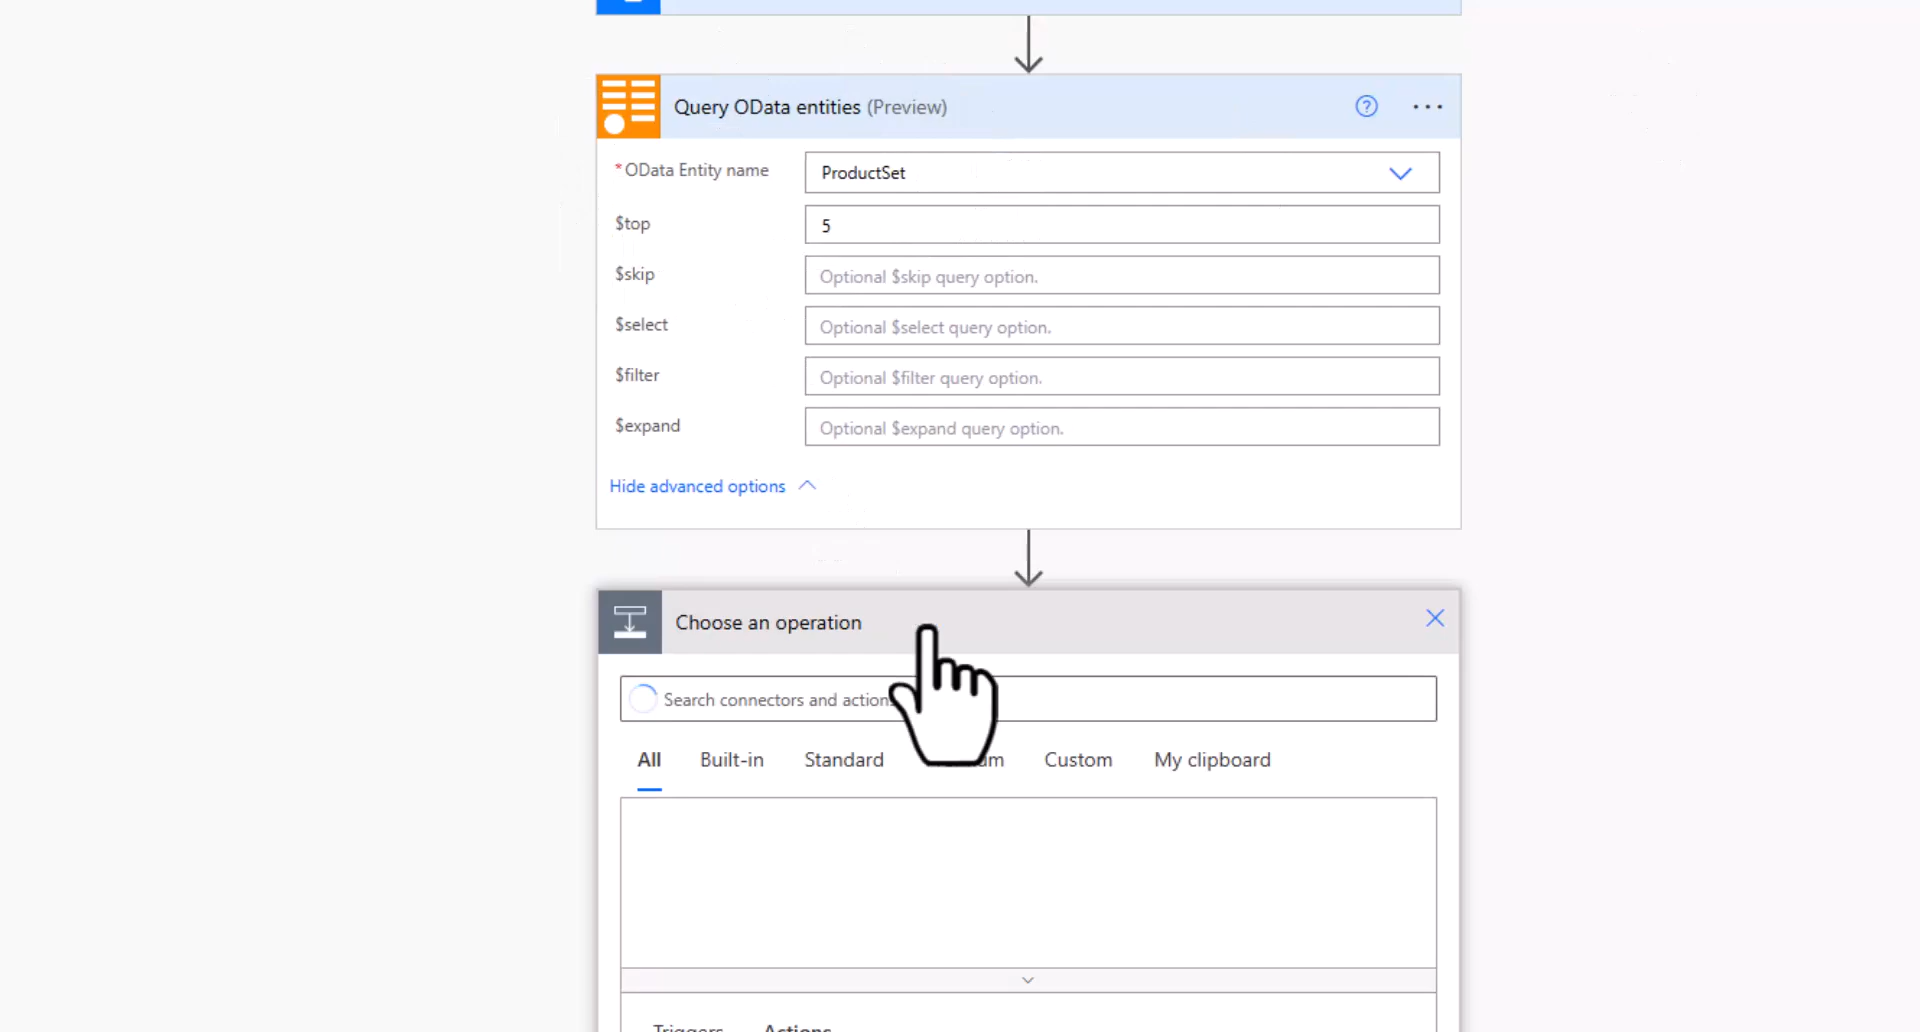 Query OData entities (Preview)
* OData Entity name
ProductSet
$top
5
$skip
Optional $skip query option.
$select
Optional $select query option.
$filter
Optional $filter query option.
$expand
Optional $expand query option.
Hide advanced options
Choose an operation
Search connectors and action
All Built-in Standard Custom My clipboard
Triggers Actions